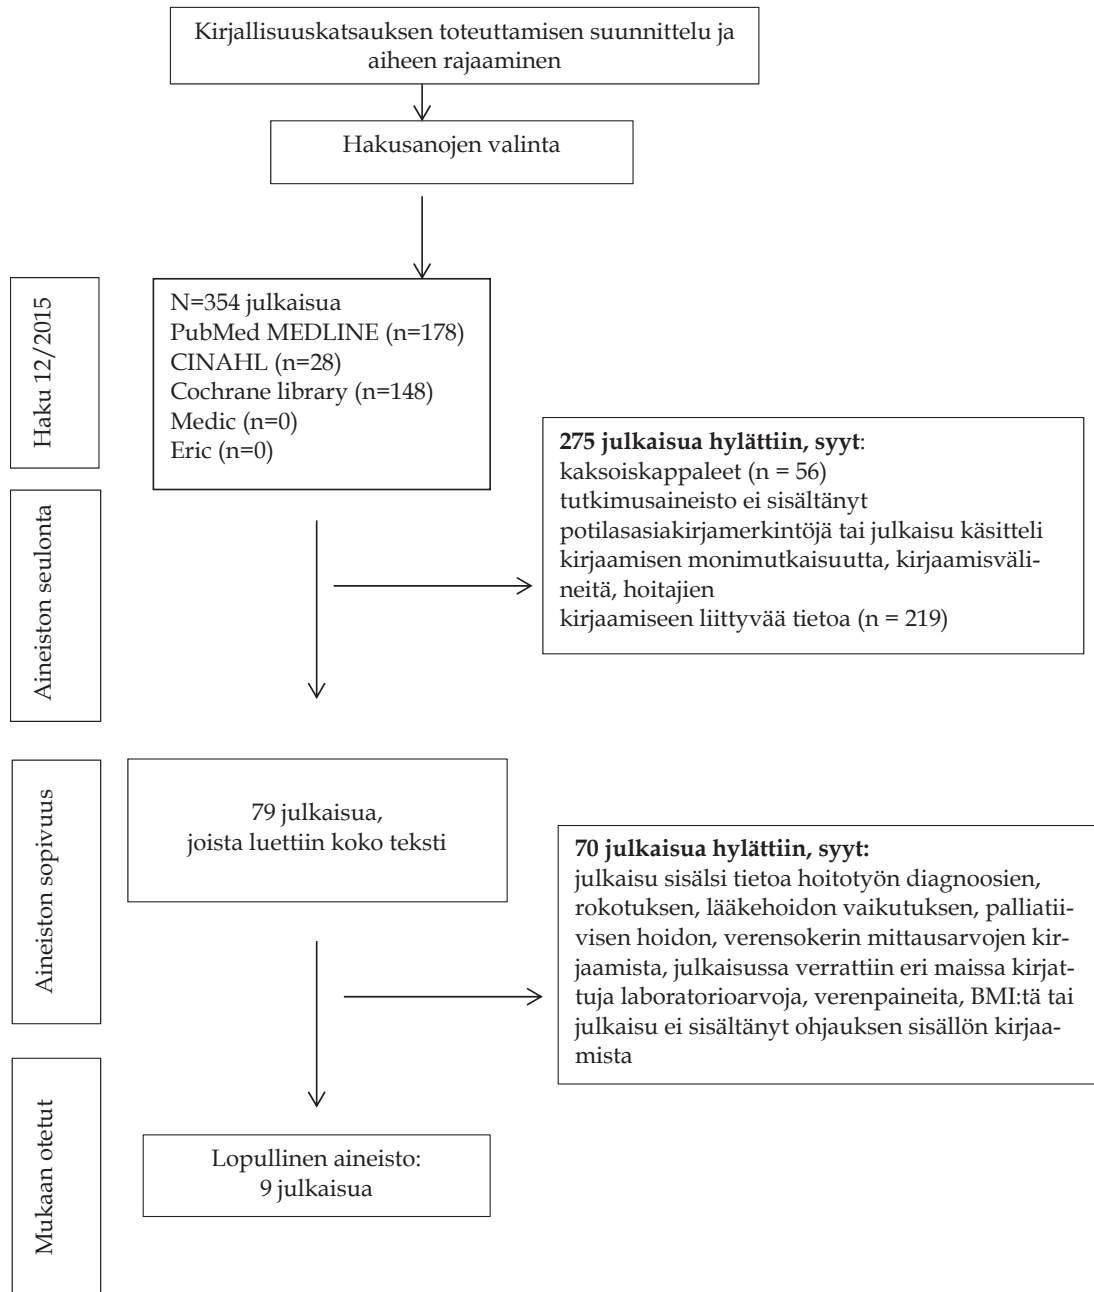 Kirjallisuuskatsauksen toteuttamisen suunnittelu ja
aiheen rajaaminen
Hakusanojen valinta
Haku 12/2015
N=354 julkaisua
PubMed MEDLINE (n=178)
CINAHL (n=28)
Cochrane library (n=148)
Medic (n=0)
Eric (n=0)
Aineiston seulonta
275 julkaisua hylättiin, syyt:
kaksoiskappaleet (n = 56)
tutkimusaineisto ei sisältänyt
potilasasiakirjamerkintöjä tai julkaisu käsitteli
kirjaamisen monimutkaisuutta, kirjaamisväli-
neitä, hoitajien
kirjaamiseen liittyvää tietoa (n = 219)
Aineiston sopivuus
79 julkaisua,
joista luettiin koko teksti
70 julkaisua hylättiin, syyt:
julkaisu sisälsi tietoa hoitotyön diagnoosien,
rokotuksen, lääkehoidon vaikutuksen, palliatii-
visen hoidon, verensokerin mittausarvojen kir-
jaamista, julkaisussa verrattiin eri maissa kirjat-
tuja laboratorioarvoja, verenpaineita, BMI:tä tai
julkaisu ei sisältänyt ohjauksen sisällön kirjaa-
mista
Mukaan otetut
Lopullinen aineisto:
9 julkaisua